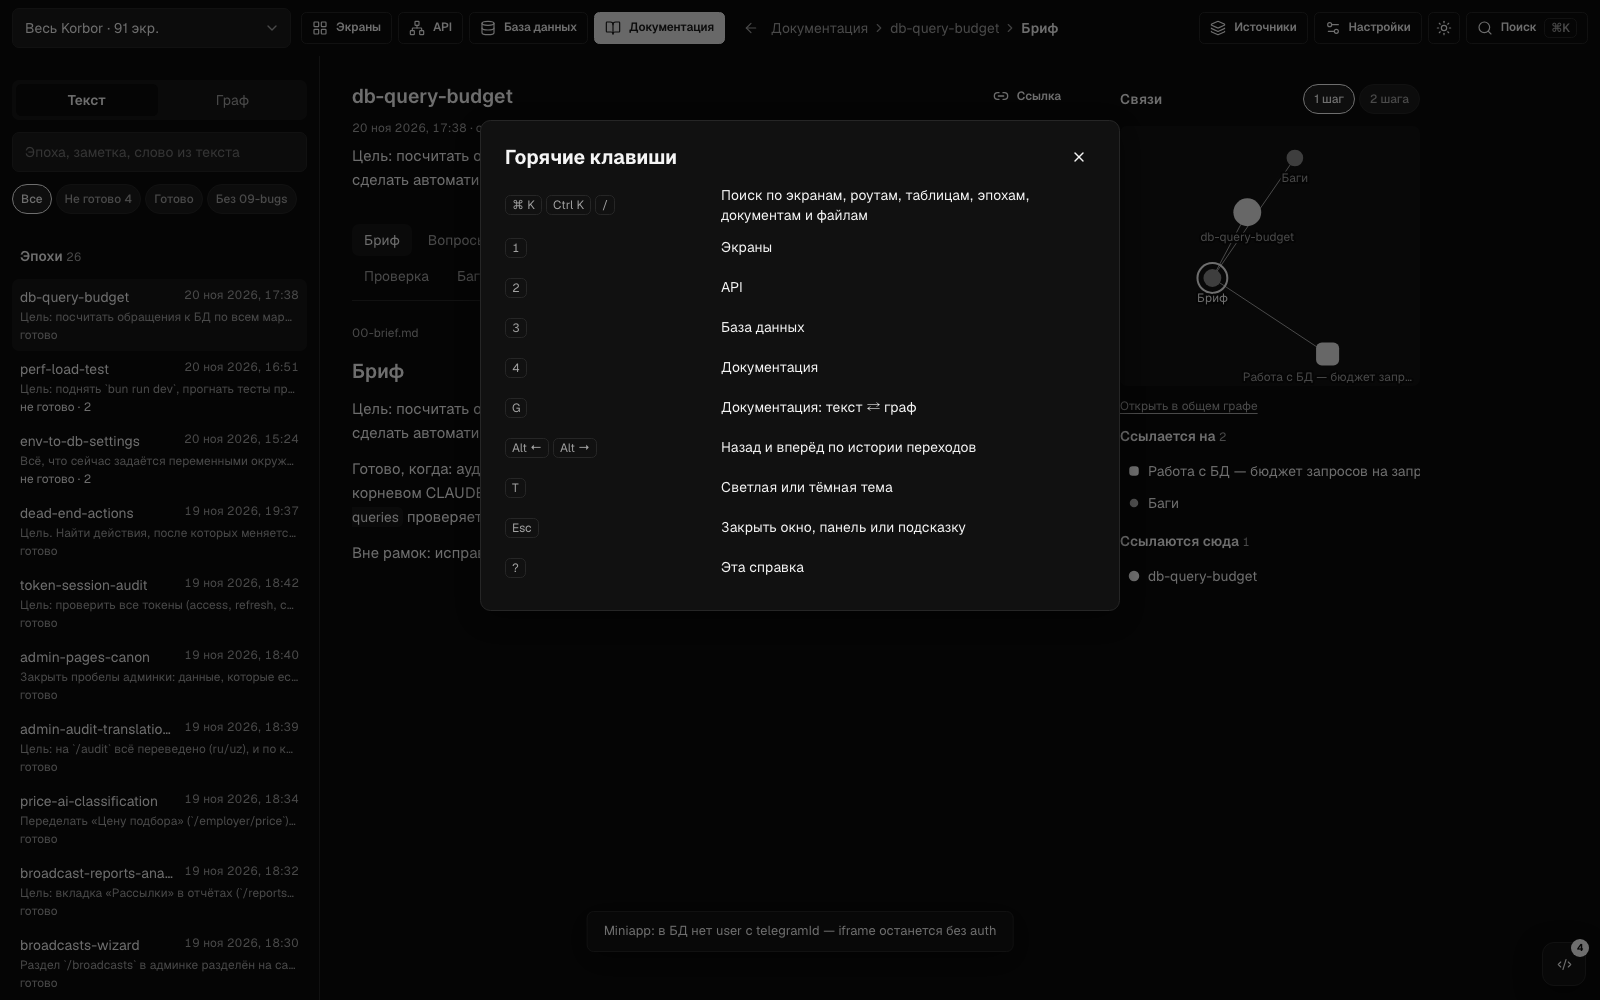 Весь Korbor · 91 экр.
Экраны
API
База данных
Документация
Документация > db-query-budget > Бриф
Источники
Настройки
Поиск ⌘K
Текст
Граф
Эпоха, заметка, слово из текста
Все
Не готово 4
Готово
Без 09-bugs
Эпохи 26
db-query-budget 20 ноя 2026, 17:38
Цель: посчитать обращения к БД по всем мар…
готово
perf-load-test 20 ноя 2026, 16:51
Цель: поднять `bun run dev`, прогнать тесты пр…
не готово · 2
env-to-db-settings 20 ноя 2026, 15:24
Всё, что сейчас задаётся переменными окруж…
не готово · 2
dead-end-actions 19 ноя 2026, 19:37
Цель. Найти действия, после которых меняетс…
готово
token-session-audit 19 ноя 2026, 18:42
Цель: проверить все токены (access, refresh, с…
готово
admin-pages-canon 19 ноя 2026, 18:40
Закрыть пробелы админки: данные, которые ес…
готово
admin-audit-translatio… 19 ноя 2026, 18:39
Цель: на `/audit` всё переведено (ru/uz), и по к…
готово
price-ai-classification 19 ноя 2026, 18:34
Переделать «Цену подбора» (`/employer/price`)…
готово
broadcast-reports-ana… 19 ноя 2026, 18:32
Цель: вкладка «Рассылки» в отчётах (`/reports…
готово
broadcasts-wizard 19 ноя 2026, 18:30
Раздел `/broadcasts` в админке разделён на са…
готово
db-query-budget
Ссылка
20 ноя 2026, 17:38 ·
Цель: посчитать
сделать автомати
Бриф
Вопрось
Проверка
Баг
00-brief.md
Бриф
Цель: посчитать
сделать автомати
Готово, когда: ауд
корневом CLAUDE
queries проверяет
Вне рамок: исправ
Горячие клавиши
⌘ K Ctrl K / Поиск по экранам, роутам, таблицам, эпохам,
документам и файлам
1 Экраны
2 API
3 База данных
4 Документация
G Документация: текст ⇄ граф
Alt ← Alt → Назад и вперёд по истории переходов
T Светлая или тёмная тема
Esc Закрыть окно, панель или подсказку
? Эта справка
Связи
1 шаг
2 шага
Баги
db-query-budget
Бриф
Работа с БД — бюджет запр…
Открыть в общем графе
Ссылается на 2
Работа с БД — бюджет запросов на запр
Баги
Ссылаются сюда 1
db-query-budget
Miniapp: в БД нет user с telegramId — iframe останется без auth
4